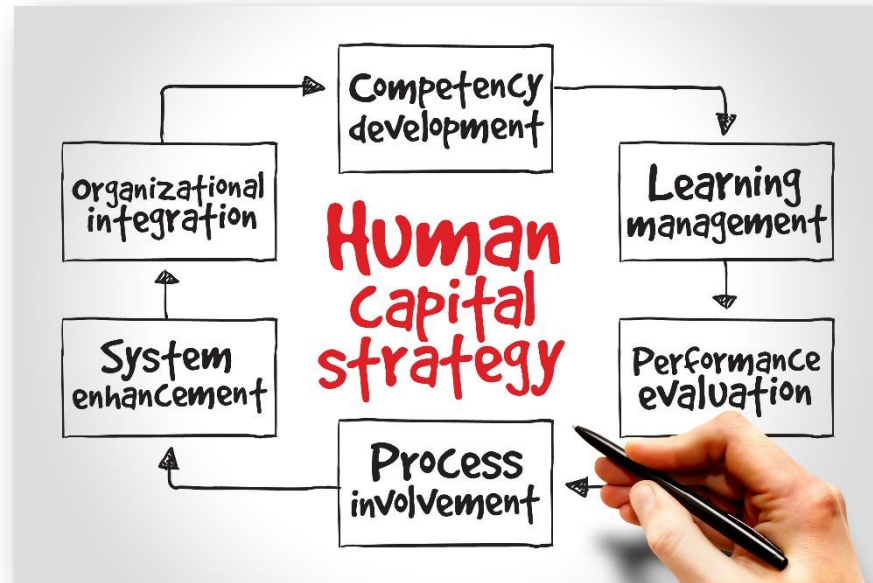 Competency
development
Learning
management
Performance
evaluation
Process
involvement
System
enhancement
Organizational
integration
Human
capital
strategy